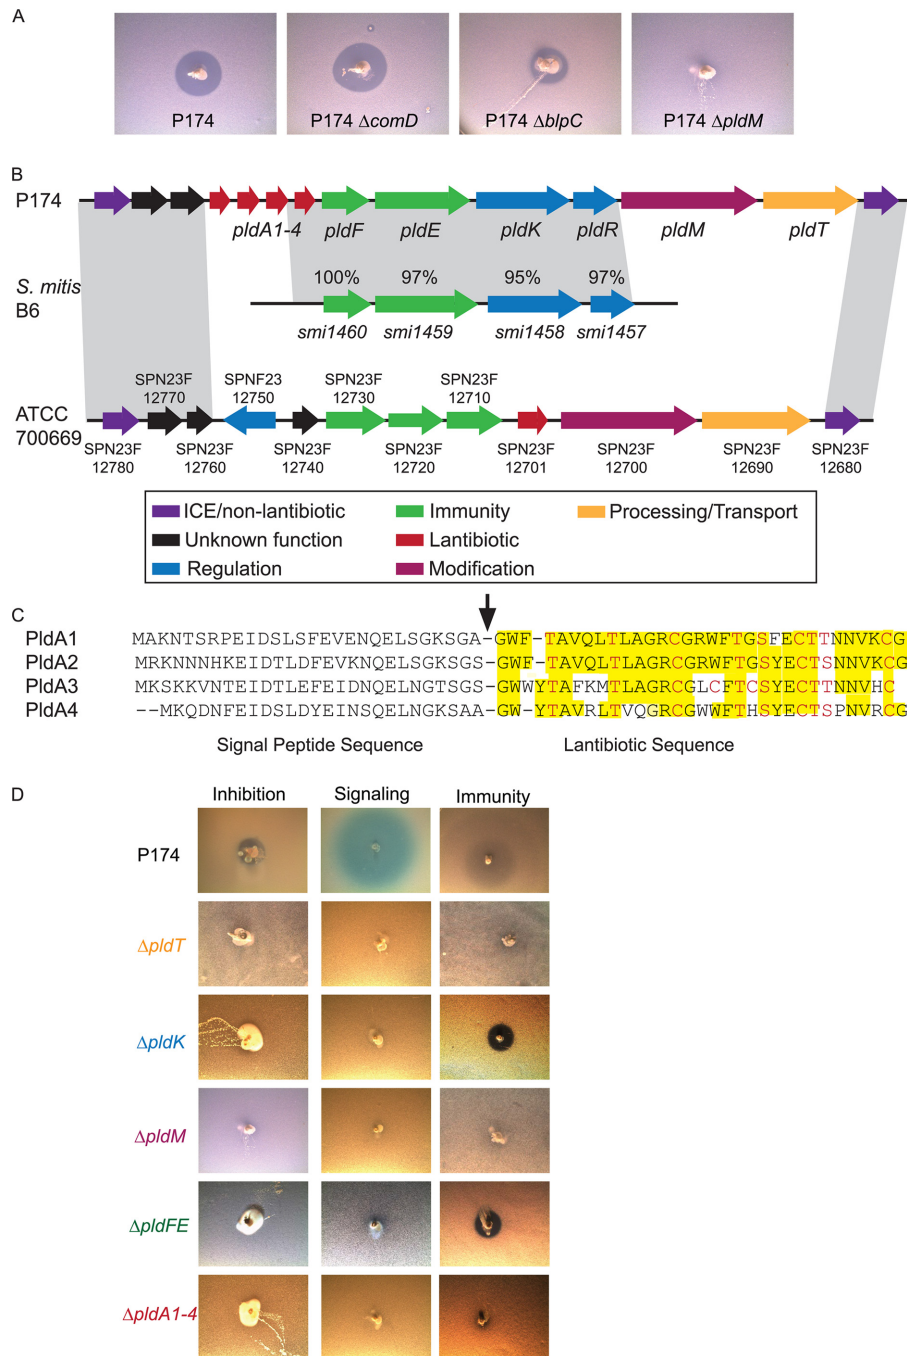 A
P174
P174 ΔcomD
P174 ΔblpC
P174 ΔpldM
B
P174
pldA1-4
pldF
pldE
pldK
pldR
pldM
pldT
S. mitis
B6
100%
97%
95%
97%
smi1460
smi1459
smi1458
smi1457
ATCC
700669
SPN23F
12770
SPNF23
12750
SPN23F
12730
SPN23F
12710
SPN23F
12780
SPN23F
12760
SPN23F
12740
SPN23F
12720
SPN23F
12701
SPN23F
12700
SPN23F
12690
SPN23F
12680
ICE/non-lantibiotic
Immunity
Processing/Transport
Unknown function
Lantibiotic
Regulation
Modification
C
PldA1 MAKNTSRPEIDSLSFEVENQELSGKSGA-GWF-TAVQLTLAGRCGRWFTGSFECTTNNVKCG
PldA2 MRKNNNHKEIDTLDFEVKNQELSGKSGS-GWF-TAVQLTLAGRCGRWFTGSYECTSNNVKCG
PldA3 MKSKKVNTEIDTLEFEIDNQELNGTSGS-GWWYTAFKMTLAGRCGLCFTCSYECTTNNVHC
PldA4 --MKQDNFEIDSLDYEINSQELNGKSAA-GW-YTAVRLTVQGRCGWWFTHSYECTSPNVRCG
Signal Peptide Sequence
Lantibiotic Sequence
D
Inhibition
Signaling
Immunity
P174
ΔpldT
ΔpldK
ΔpldM
ΔpldFE
ΔpldA1-4